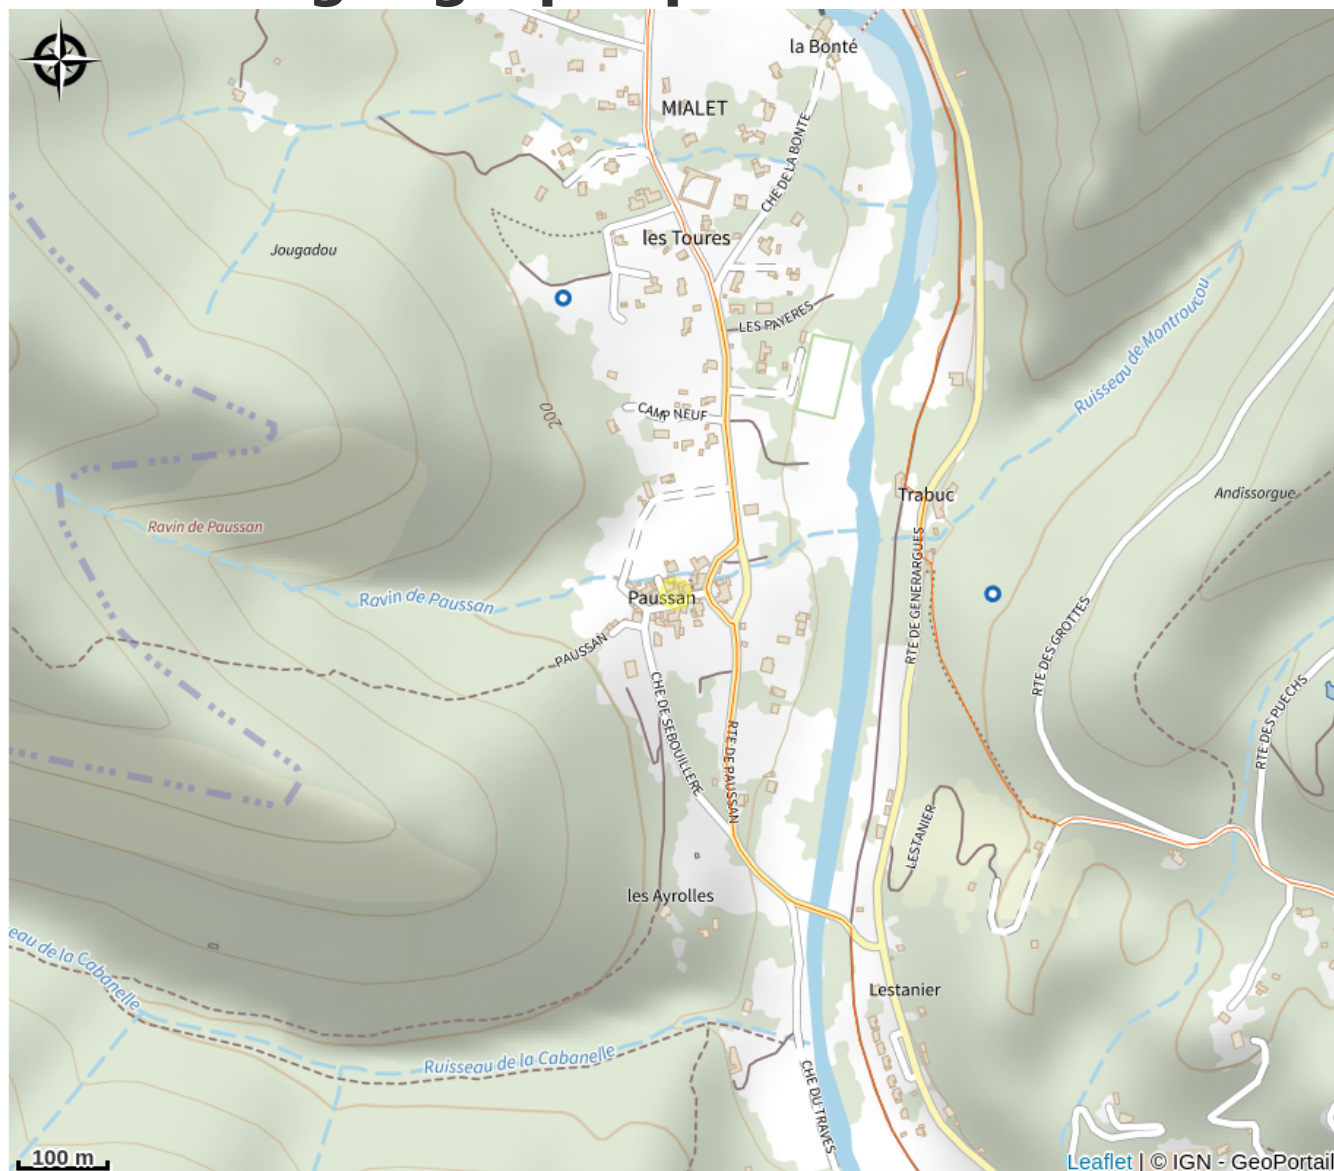 la Bonté
MIALET
CHE DE LA BONTE
les Toures
Jougadou
LES PAYERES
Ruisseau de Montroucou
200
CAMP NEUF
Trabuc
Andissorgue
Ravin de Paussan
RTE DE GENERARGUES
Ravin de Paussan
Paussan
PAUSSAN
RTE DES GROTTES
CHE DE SEBOUILLERE
RTE DE PAUSSAN
RTE DES PUECHS
LESTANIER
les Ayrolles
eau de la Cabanelle
Lestanier
Ruisseau de la Cabanelle
CHE DU TRAVES
100 m
Leaflet | © IGN - GeoPortail